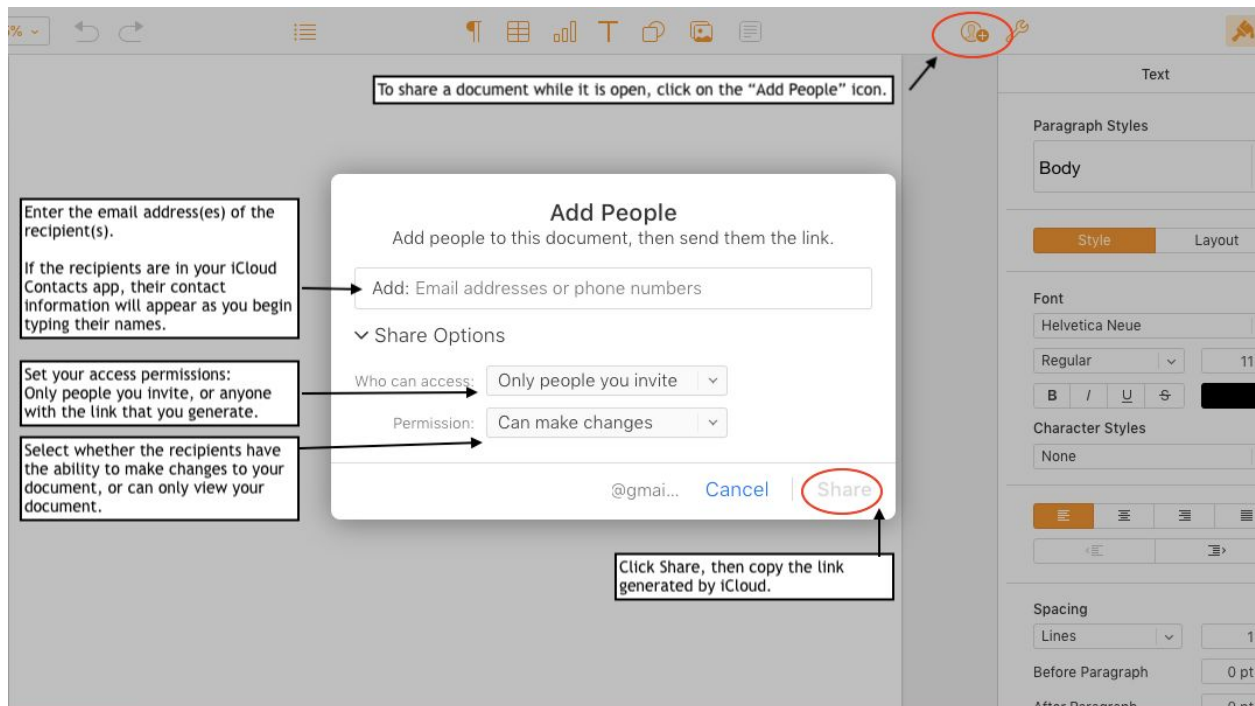 5%
To share a document while it is open, click on the “Add People” icon.
Text
Paragraph Styles
Body
Style Layout
Font
Helvetica Neue
Regular 11
B I U S
Character Styles
None
Spacing
Lines 1
Before Paragraph 0 pt
After Paragraph 0 pt
Enter the email address(es) of the
recipient(s).
If the recipients are in your iCloud
Contacts app, their contact
information will appear as you begin
typing their names.
Set your access permissions:
Only people you invite, or anyone
with the link that you generate.
Select whether the recipients have
the ability to make changes to your
document, or can only view your
document.
Add People
Add people to this document, then send them the link.
Add: Email addresses or phone numbers
Share Options
Who can access: Only people you invite
Permission: Can make changes
@gmai... Cancel Share
Click Share, then copy the link
generated by iCloud.